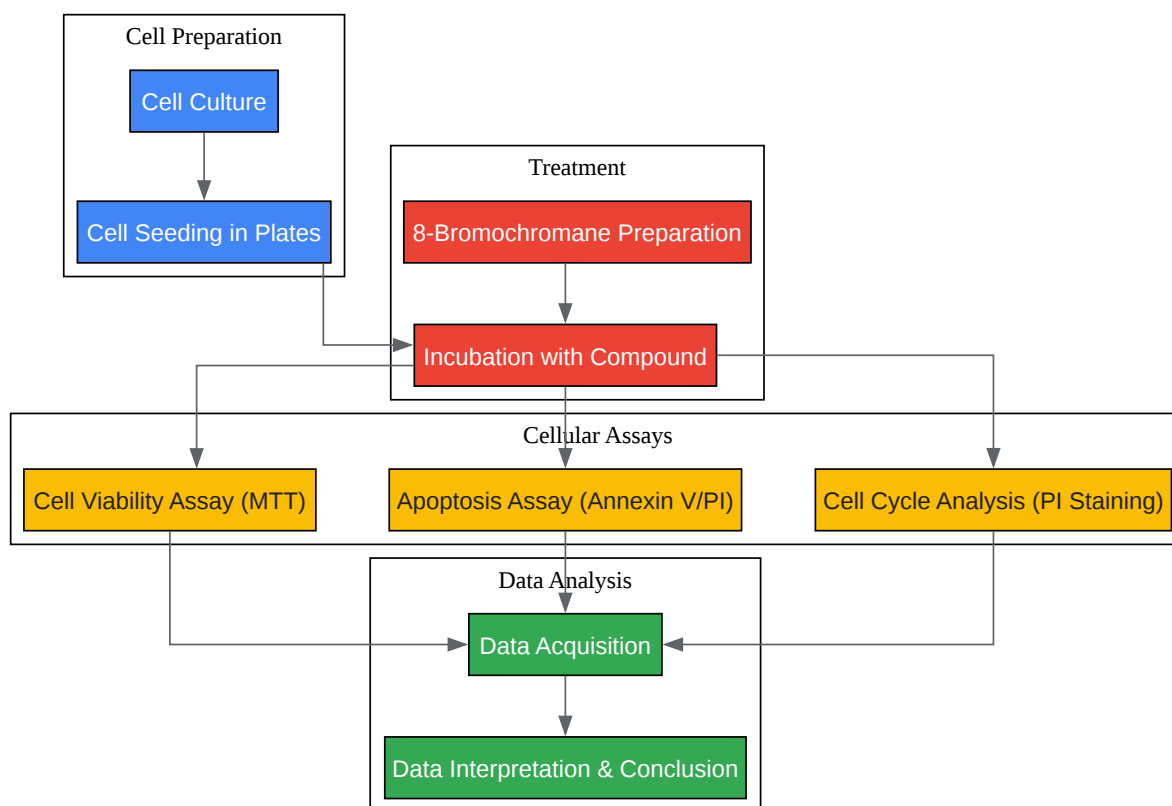 Cell Preparation
Cell Culture
Cell Seeding in Plates
Treatment
8-Bromochromane Preparation
Incubation with Compound
Cellular Assays
Cell Viability Assay (MTT)
Apoptosis Assay (Annexin V/PI)
Cell Cycle Analysis (PI Staining)
Data Analysis
Data Acquisition
Data Interpretation & Conclusion